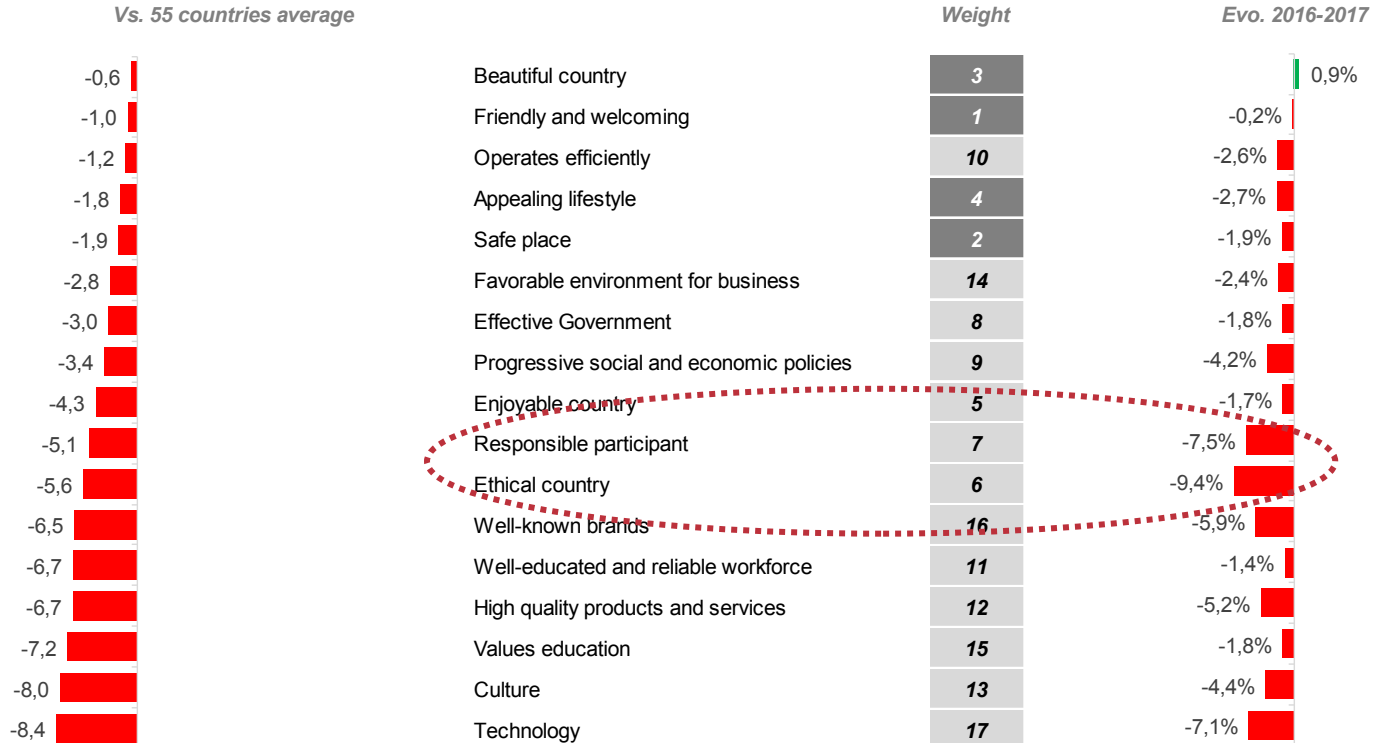 Vs. 55 countries average Weight Evo. 2016-2017
-0,6 Beautiful country 3 0,9%
-1,0 Friendly and welcoming 1 -0,2%
-1,2 Operates efficiently 10 -2,6%
-1,8 Appealing lifestyle 4 -2,7%
-1,9 Safe place 2 -1,9%
-2,8 Favorable environment for business 14 -2,4%
-3,0 Effective Government 8 -1,8%
-3,4 Progressive social and economic policies 9 -4,2%
-4,3 Enjoyable country 5 -1,7%
-5,1 Responsible participant 7 -7,5%
-5,6 Ethical country 6 -9,4%
-6,5 Well-known brands 16 -5,9%
-6,7 Well-educated and reliable workforce 11 -1,4%
-6,7 High quality products and services 12 -5,2%
-7,2 Values education 15 -1,8%
-8,0 Culture 13 -4,4%
-8,4 Technology 17 -7,1%